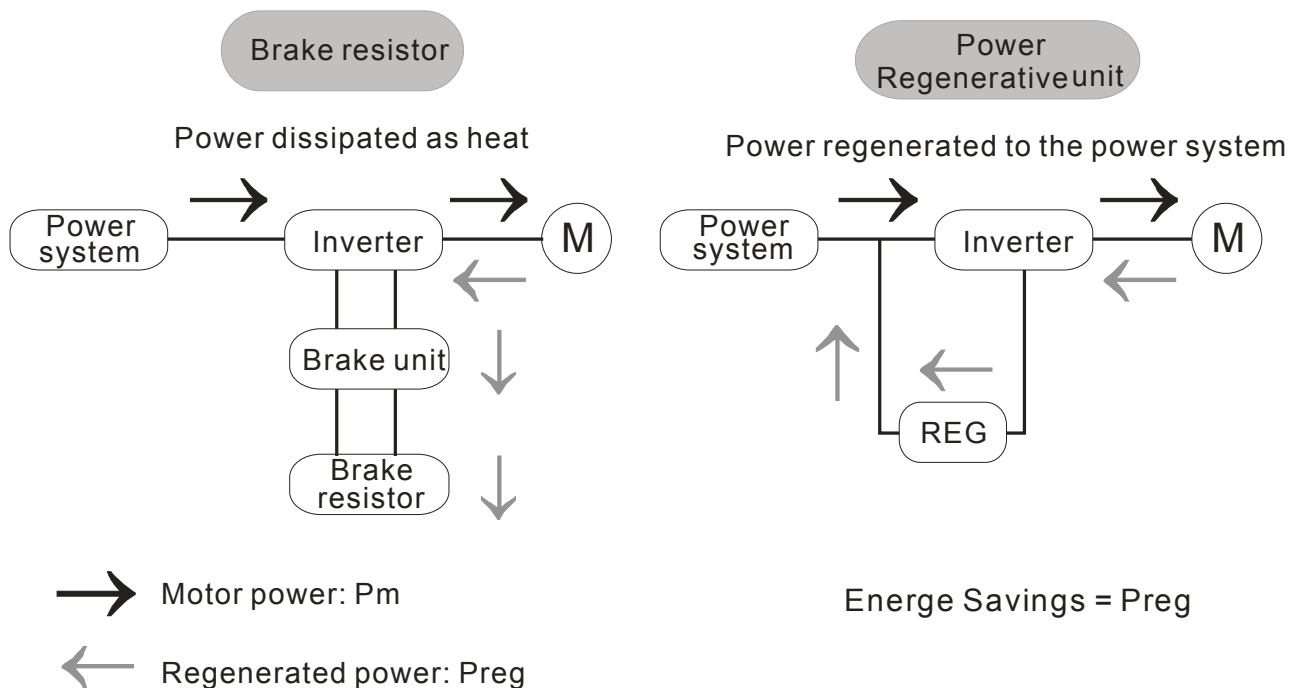 Brake resistor
Power dissipated as heat
Power
system
Inverter
M
Brake unit
Brake
resistor
Power
Regenerative unit
Power regenerated to the power system
Power
system
Inverter
M
REG
Motor power: Pm
Regenerated power: Preg
Energe Savings = Preg